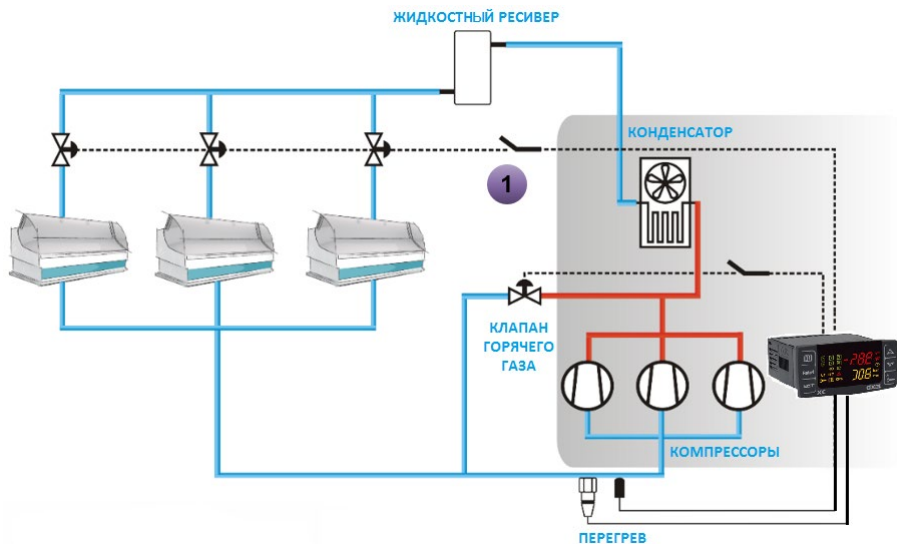 ЖИДКОСТНЫЙ РЕСИВЕР
КОНДЕНСАТОР
1
КЛАПАН
ГОРЯЧЕГО
ГАЗА
КОМПРЕССОРЫ
ПЕРЕГРЕВ